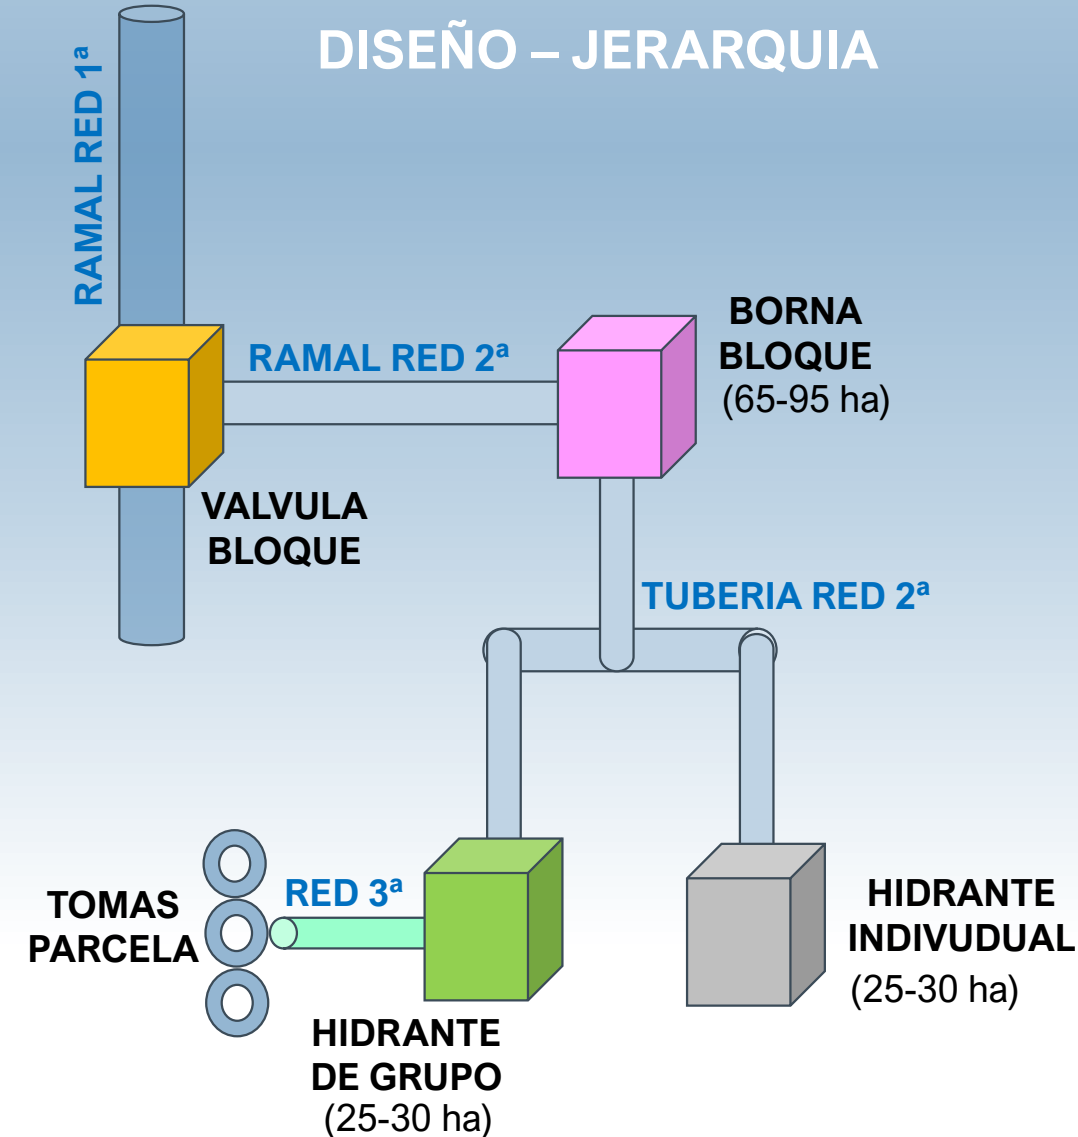 DISEÑO – JERARQUIA
RAMAL RED 1ª
BORNA
BLOQUE
(65-95 ha)
RAMAL RED 2ª
VALVULA
BLOQUE
TUBERIA RED 2ª
TOMAS
PARCELA
RED 3ª
HIDRANTE
INDIVUDUAL
(25-30 ha)
HIDRANTE
DE GRUPO
(25-30 ha)